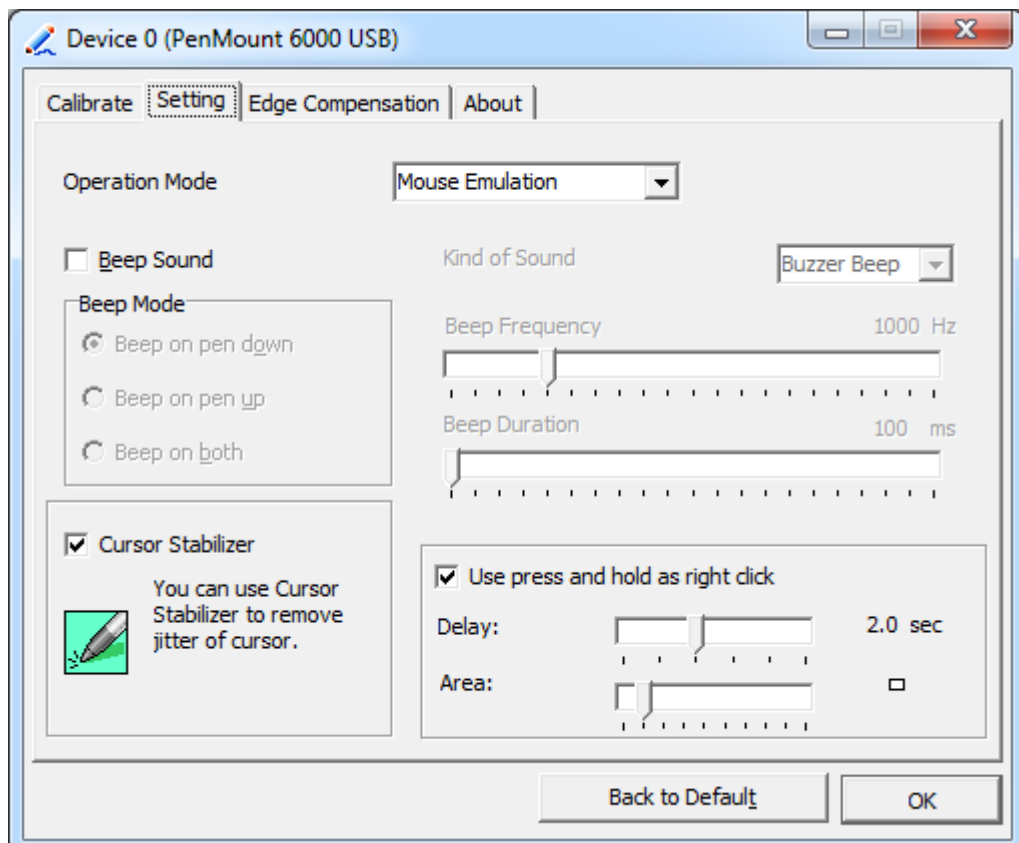 Device 0 (PenMount 6000 USB)
Calibrate Setting Edge Compensation About
Operation Mode Mouse Emulation
Beep Sound Kind of Sound Buzzer Beep
Beep Mode
Beep on pen down
Beep on pen up
Beep on both
Beep Frequency 1000 Hz
Beep Duration 100 ms
Cursor Stabilizer
You can use Cursor
Stabilizer to remove
jitter of cursor.
Use press and hold as right click
Delay: 2.0 sec
Area:
Back to Default OK